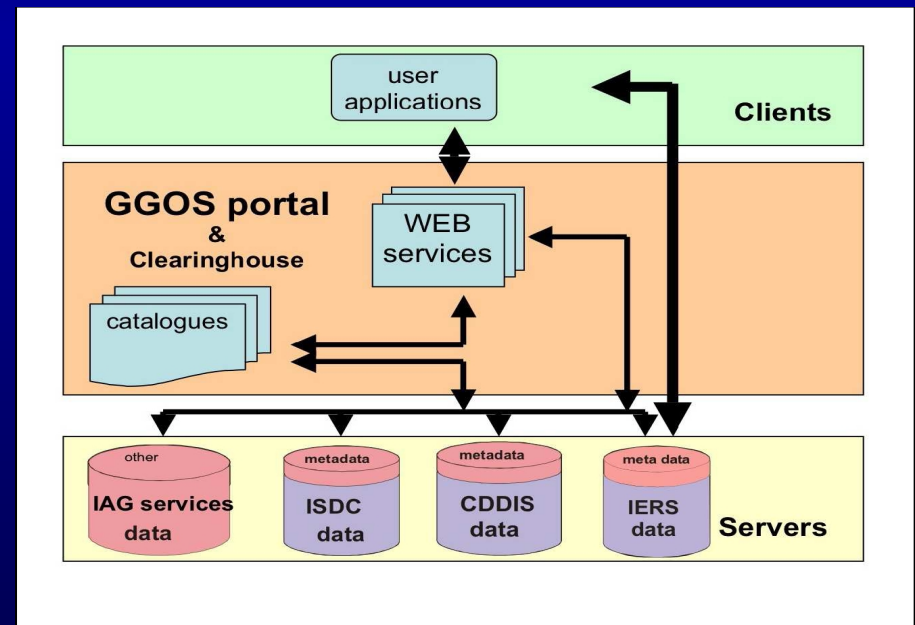 user
applications
Clients
GGOS portal
&
Clearinghouse
WEB
services
catalogues
other
IAG services
data
metadata
ISDC
data
metadata
CDDIS
data
meta data
IERS
data
Servers